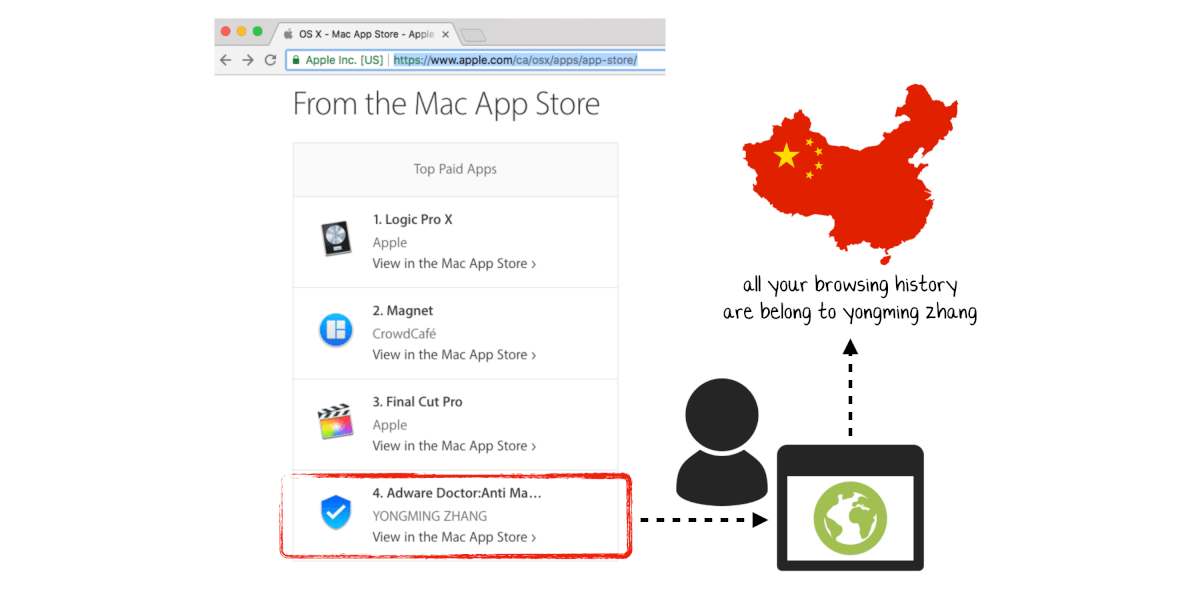 OS X - Mac App Store - Apple
Apple Inc. [US] https://www.apple.com/ca/osx/apps/app-store/
From the Mac App Store
Top Paid Apps
1. Logic Pro X
Apple
View in the Mac App Store ›
2. Magnet
CrowdCafé
View in the Mac App Store ›
3. Final Cut Pro
Apple
View in the Mac App Store ›
4. Adware Doctor:Anti Ma...
YONGMING ZHANG
View in the Mac App Store ›
all your browsing history
are belong to yongming zhang